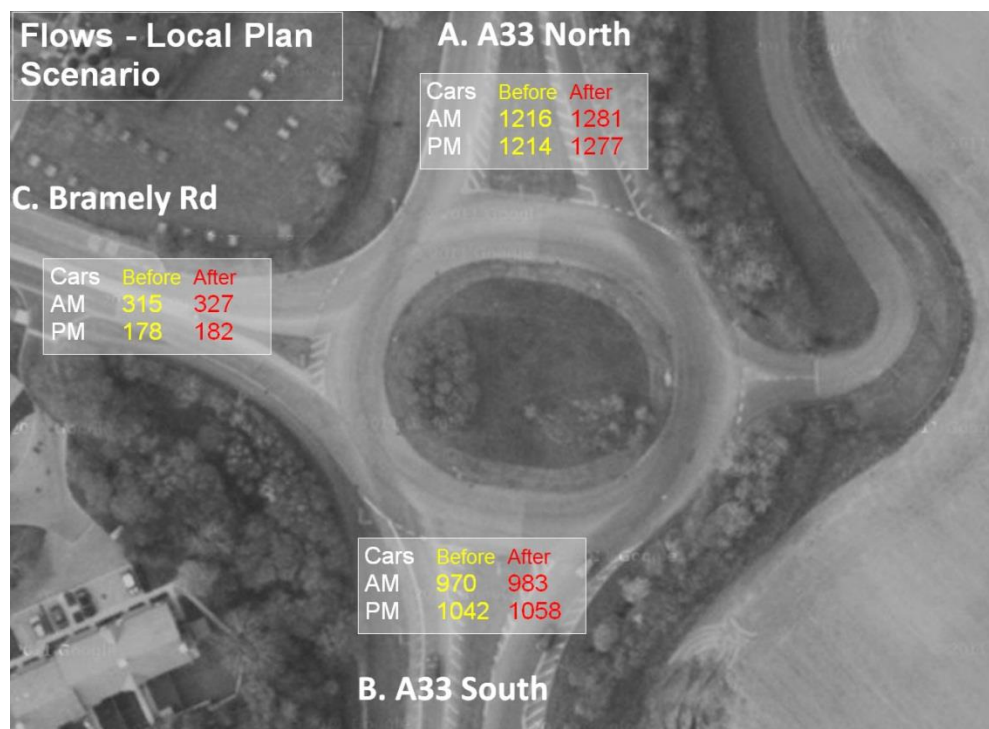 Flows - Local Plan
Scenario
A. A33 North
Cars Before After
AM 1216 1281
PM 1214 1277
C. Bramely Rd
Cars Before After
AM 315 327
PM 178 182
Cars Before After
AM 970 983
PM 1042 1058
B. A33 South